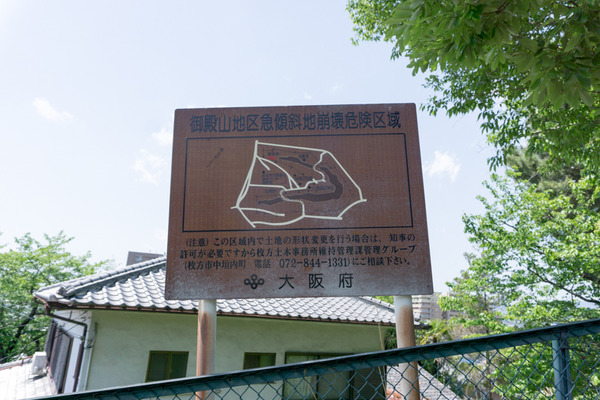 御殿山地区急傾斜地崩壊危険区域
(注意) この区域内で土地の形状変更を行う場合は、知事の
許可が必要ですから枚方土木事務所維持管理課管理グループ
(枚方市中垣内町 電話 072-844-1331)にご相談下さい。
大阪府